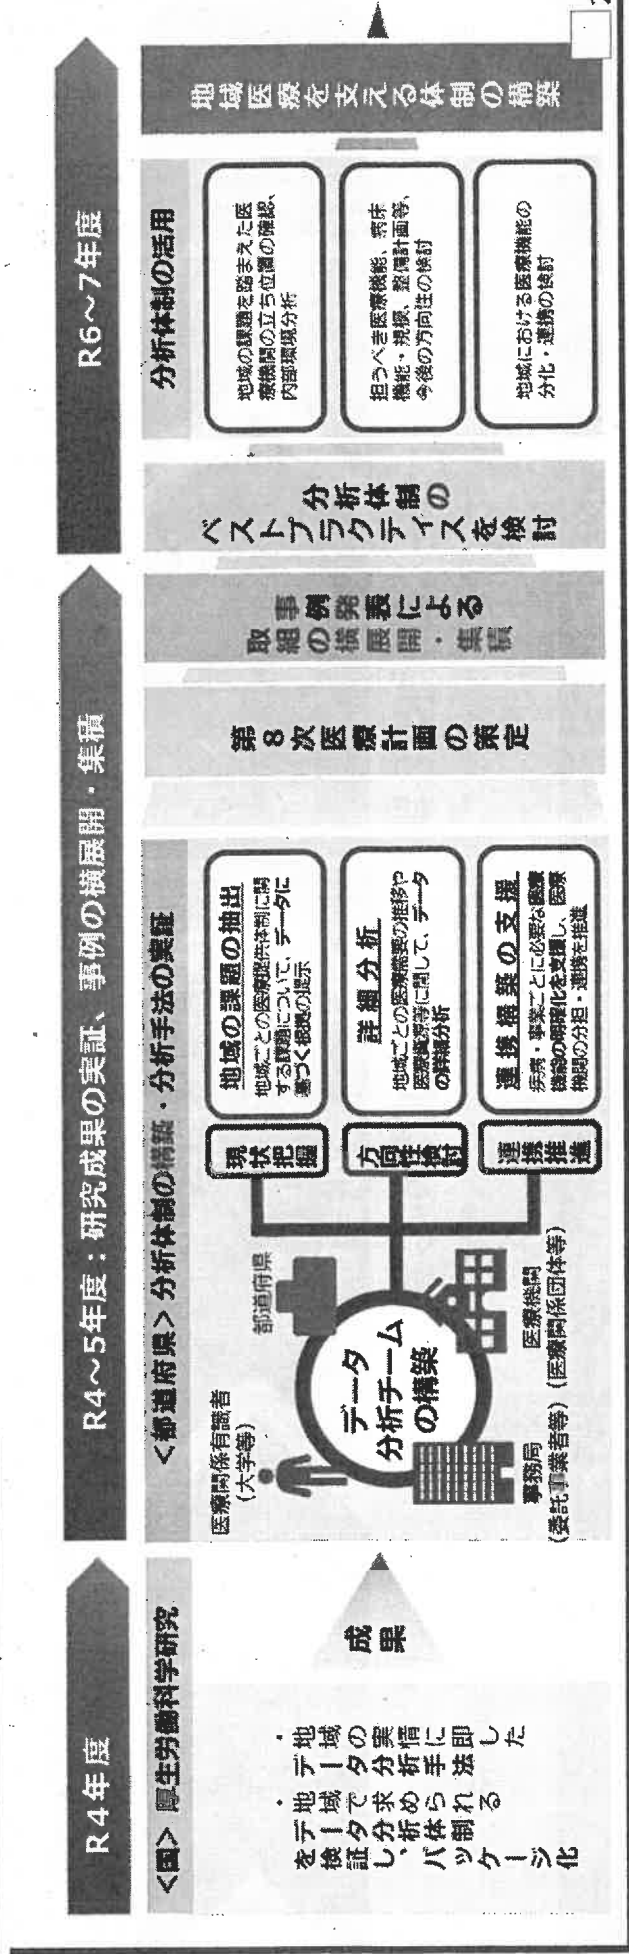 R4年度
<国> 厚生労働科学研究
・地域の実情に即した
データ分析手法
・地域で求められる
データ分析体制
を検証し、パッケージ化
成果
R4～5年度：研究成果の実証、事例の横展開・集積
<都道府県> 分析体制の構築・分析手法の実証
医療関係有識者
（大学等）
都道府県
データ
分析チーム
の構築
事務局
（委託事業者等）
医療機関
（医療関係団体等）
現状把握
地域の課題の抽出
地域ごとの医療提供体制に関
する課題について、データに
基づく根拠の提示
方向性検討
詳細分析
地域ごとの医療需要の推移や
医療資源等に関して、データ
の詳細分析
連携推進
連携構築の支援
疾病・事業ごとに必要な医療
機能の明確化を支援し、医療
機関の分担・連携を推進
第8次医療計画の策定
事例発表による
取組の横展開・集積
R6～7年度
分析体制の
ベストプラクティスを検討
分析体制の活用
地域の課題を踏まえた医
療機関の立ち位置の確認、
内部環境分析
担うべき医療機能、病床
機能・規模、整備計画等、
今後の方向性の検討
地域における医療機能の
分化・連携の検討
地域医療を支える体制の構築